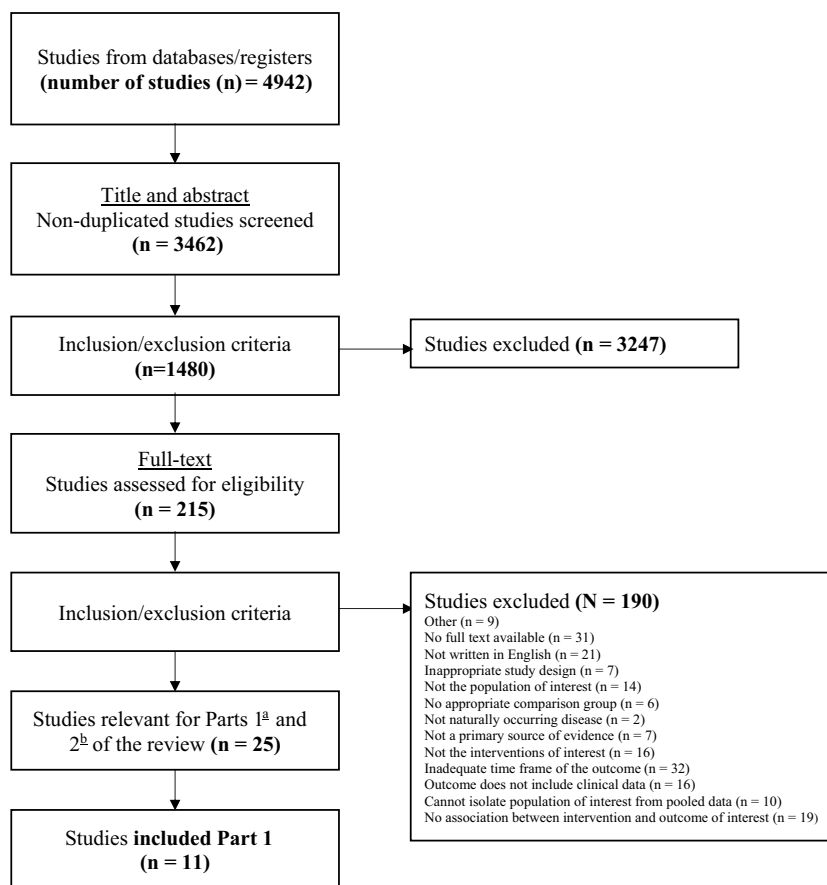 Studies from databases/registers
(number of studies (n) = 4942)
Title and abstract
Non-duplicated studies screened
(n = 3462)
Inclusion/exclusion criteria
(n=1480)
Studies excluded (n = 3247)
Full-text
Studies assessed for eligibility
(n = 215)
Inclusion/exclusion criteria
Studies excluded (N = 190)
Other (n = 9)
No full text available (n = 31)
Not written in English (n = 21)
Inappropriate study design (n = 7)
Not the population of interest (n = 14)
No appropriate comparison group (n = 6)
Not naturally occurring disease (n = 2)
Not a primary source of evidence (n = 7)
Not the interventions of interest (n = 16)
Inadequate time frame of the outcome (n = 32)
Outcome does not include clinical data (n = 16)
Cannot isolate population of interest from pooled data (n = 10)
No association between intervention and outcome of interest (n = 19)
Studies relevant for Parts 1a and
2b of the review (n = 25)
Studies included Part 1
(n = 11)